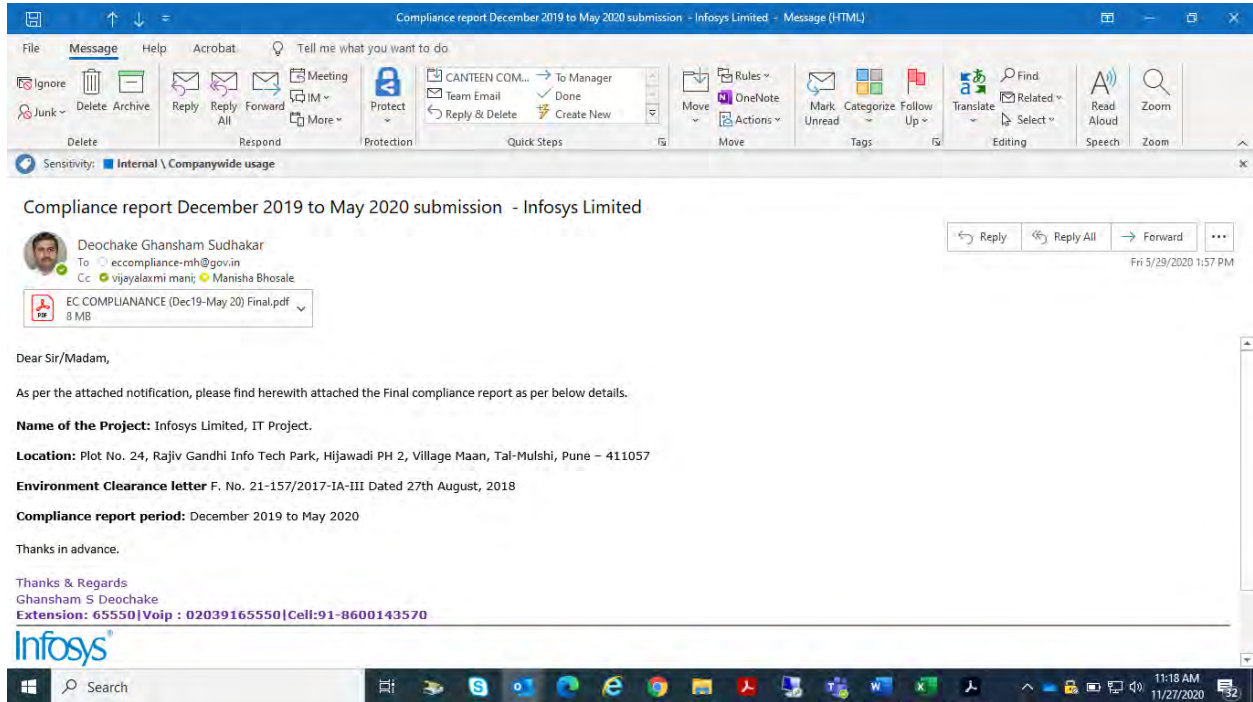 Compliance report December 2019 to May 2020 submission - Infosys Limited - Message (HTML)
File Message Help Acrobat Tell me what you want to do
Ignore
Junk
Delete Archive
Reply Reply All Forward
Meeting
IM
More
Protect
CANTEEN COM... To Manager
Team Email Done
Reply & Delete Create New
Move
Rules
OneNote
Actions
Mark Unread Categorize Follow Up
Translate
Find
Related
Select
Read Aloud
Zoom
Delete Respond Protection Quick Steps Move Tags Editing Speech Zoom
Sensitivity: Internal \ Companywide usage
Compliance report December 2019 to May 2020 submission - Infosys Limited
Deochake Ghansham Sudhakar
To eccompliance-mh@gov.in
Cc vijayalaxmi mani; Manisha Bhosale
Reply Reply All Forward ...
Fri 5/29/2020 1:57 PM
PDF
EC COMPLIANANCE (Dec19-May 20) Final.pdf
8 MB
Dear Sir/Madam,
As per the attached notification, please find herewith attached the Final compliance report as per below details.
Name of the Project: Infosys Limited, IT Project.
Location: Plot No. 24, Rajiv Gandhi Info Tech Park, Hijawadi PH 2, Village Maan, Tal-Mulshi, Pune – 411057
Environment Clearance letter F. No. 21-157/2017-IA-III Dated 27th August, 2018
Compliance report period: December 2019 to May 2020
Thanks in advance.
Thanks & Regards
Ghansham S Deochake
Extension: 65550|Voip : 02039165550|Cell:91-8600143570
Infosys®
Search
11:18 AM
11/27/2020
32